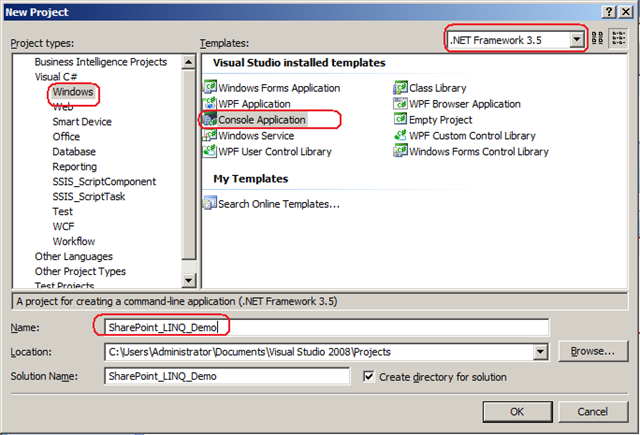 New Project
Project types:
Templates:
.NET Framework 3.5
Business Intelligence Projects
Visual C#
Windows
Web
Smart Device
Office
Database
Reporting
SSIS_ScriptComponent
SSIS_ScriptTask
Test
WCF
Workflow
Other Languages
Other Project Types
Test Projects
Visual Studio installed templates
Windows Forms Application
Class Library
WPF Application
WPF Browser Application
Console Application
Empty Project
Windows Service
WPF Custom Control Library
WPF User Control Library
Windows Forms Control Library
My Templates
Search Online Templates...
A project for creating a command-line application (.NET Framework 3.5)
Name:
SharePoint_LINQ_Demo
Location:
C:\Users\Administrator\Documents\Visual Studio 2008\Projects
Browse...
Solution Name:
SharePoint_LINQ_Demo
Create directory for solution
OK
Cancel